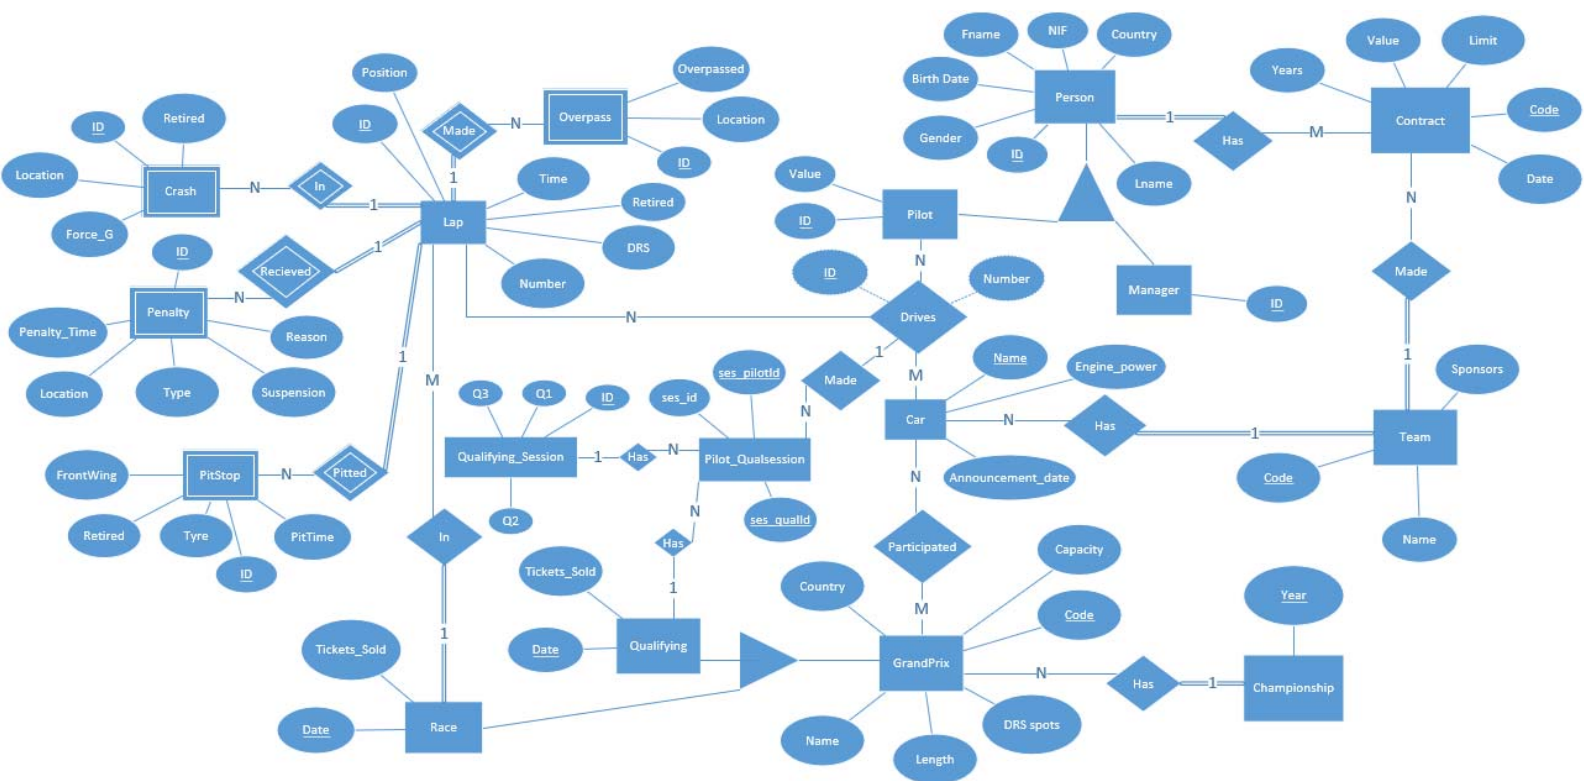 Fname
NIF
Country
Position
Value
Limit
Overpassed
Years
Birth Date
Person
Retired
ID
ID
Made
N
Overpass
Location
1
Contract
Code
Gender
Has
M
ID
ID
Location
Crash
N
In
1
Time
Value
Lname
Date
1
Lap
Retired
Pilot
N
Force_G
ID
Recieved
1
DRS
ID
N
ID
Number
Made
Number
Manager
ID
Penalty
N
N
Drives
Penalty_Time
Reason
1
1
1
Name
Engine_power
Location
Type
Suspension
M
Q3
Q1
ID
ses_id
ses_pilotId
Made
M
Sponsors
N
Car
N
Has
1
Team
FrontWing
PitStop
N
Pitted
Qualifying_Session
1
Has
N
Pilot_Qualsession
N
Announcement_date
Code
Retired
Tyre
PitTime
Q2
N
ses_qualId
Name
ID
In
Has
Participated
Capacity
Tickets_Sold
1
Country
Year
M
Code
1
Tickets_Sold
Date
Qualifying
GrandPrix
N
Has
1
Championship
Date
Race
Name
DRS spots
Length